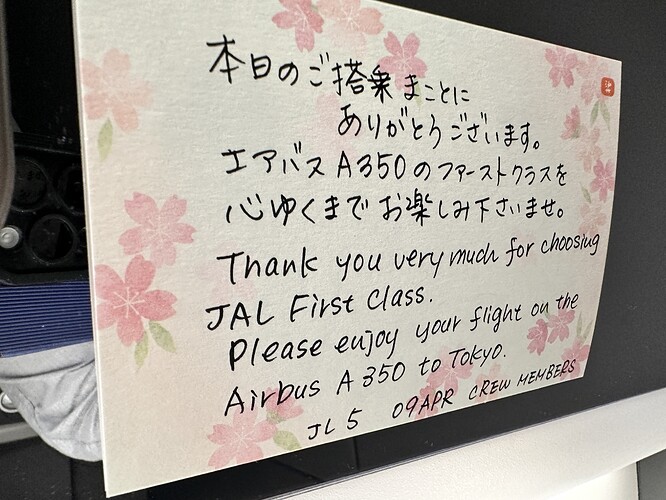 本日のご搭乗まことに
ありがとうございます。
エアバスA350のファーストクラスを
心ゆくまでお楽しみ下さいませ。
Thank you very much for choosing
JAL First Class.
Please enjoy your flight on the
Airbus A350 to Tokyo.
JL5 09APR CREW MEMBERS